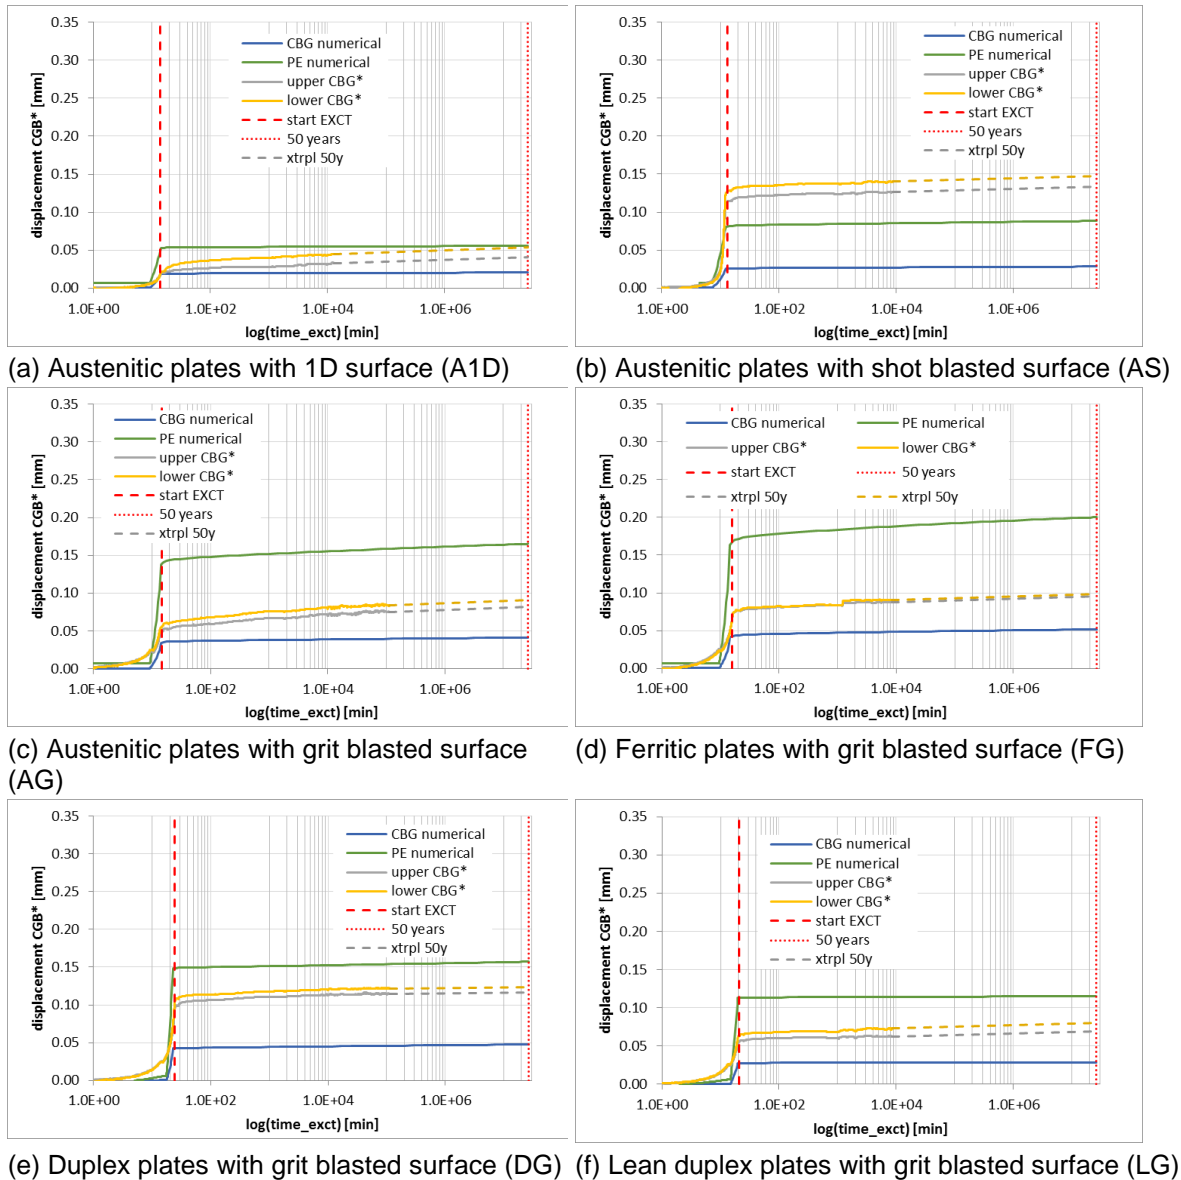 0.35
0.30
0.25
0.20
0.15
0.10
0.05
0.00
displacement CGB* [mm]
CBG numerical
PE numerical
upper CBG*
lower CBG*
start EXCT
50 years
xtrpl 50y
1.0E+00 1.0E+02 1.0E+04 1.0E+06
log(time_exct) [min]
(a) Austenitic plates with 1D surface (A1D)
0.35
0.30
0.25
0.20
0.15
0.10
0.05
0.00
displacement CGB* [mm]
CBG numerical
PE numerical
upper CBG*
lower CBG*
start EXCT
50 years
xtrpl 50y
1.0E+00 1.0E+02 1.0E+04 1.0E+06
log(time_exct) [min]
(b) Austenitic plates with shot blasted surface (AS)
0.35
0.30
0.25
0.20
0.15
0.10
0.05
0.00
displacement CGB* [mm]
CBG numerical
PE numerical
upper CBG*
lower CBG*
start EXCT
50 years
xtrpl 50y
1.0E+00 1.0E+02 1.0E+04 1.0E+06
log(time_exct) [min]
(c) Austenitic plates with grit blasted surface
(AG)
0.35
0.30
0.25
0.20
0.15
0.10
0.05
0.00
displacement CGB* [mm]
CBG numerical PE numerical
upper CBG* lower CBG*
start EXCT 50 years
xtrpl 50y xtrpl 50y
1.0E+00 1.0E+02 1.0E+04 1.0E+06
log(time_exct) [min]
(d) Ferritic plates with grit blasted surface (FG)
0.35
0.30
0.25
0.20
0.15
0.10
0.05
0.00
displacement CGB* [mm]
CBG numerical
PE numerical
upper CBG*
lower CBG*
start EXCT
50 years
xtrpl 50y
1.0E+00 1.0E+02 1.0E+04 1.0E+06
log(time_exct) [min]
(e) Duplex plates with grit blasted surface (DG)
0.35
0.30
0.25
0.20
0.15
0.10
0.05
0.00
displacement CGB* [mm]
CBG numerical
PE numerical
upper CBG*
lower CBG*
start EXCT
50 years
xtrpl 50y
1.0E+00 1.0E+02 1.0E+04 1.0E+06
log(time_exct) [min]
(f) Lean duplex plates with grit blasted surface (LG)